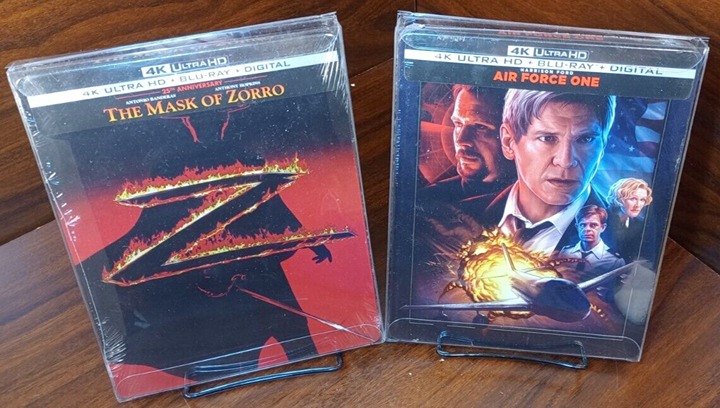 4K ULTRA HD
4K ULTRA HD • BLU-RAY • DIGITAL
25TH ANNIVERSARY
ANTONIO BANDERAS ANTHONY HOPKINS
THE MASK OF ZORRO
Z
4K ULTRA HD
4K ULTRA HD • BLU-RAY • DIGITAL
HARRISON FORD
AIR FORCE ONE